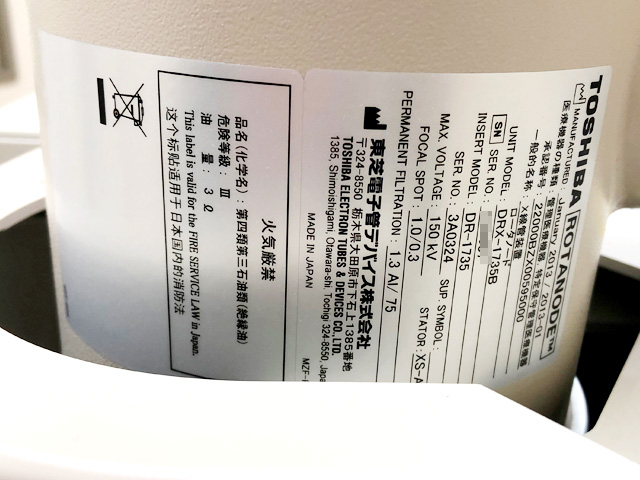 TOSHIBA ROTANODE™
MANUFACTURED : January 2013 / 2013-01
医療機器の種類 : 管理医療機器 特定保守管理医療機器
承認番号 : 22000BZX00595000
一般的名称 : X線管装置
ロータノード
UNIT MODEL : DRX-1735B
SN SER. NO. :
INSERT MODEL : DR-1735
SER. NO. : 3A0324
MAX. VOLTAGE : 150 kV SUP. SYMBOL :
FOCAL SPOT : 1.0/0.3 STATOR : XS-A
PERMANENT FILTRATION : 1.3 Al/ 75
東芝電子管デバイス株式会社
〒324-8550 栃木県大田原市下石上1385番地
TOSHIBA ELECTRON TUBES & DEVICES CO.,LTD.
1385, Shimoishigami, Otawara-shi, Tochigi 324-8550, Japa
MADE IN JAPAN
MZF-
火気厳禁
品名(化学名) : 第四類第三石油類(絶縁油)
危険等級 : Ⅲ
油 量 : 3 ℓ
This label is valid for the FIRE SERVICE LAW in Japan.
这个标贴适用于日本国内的消防法